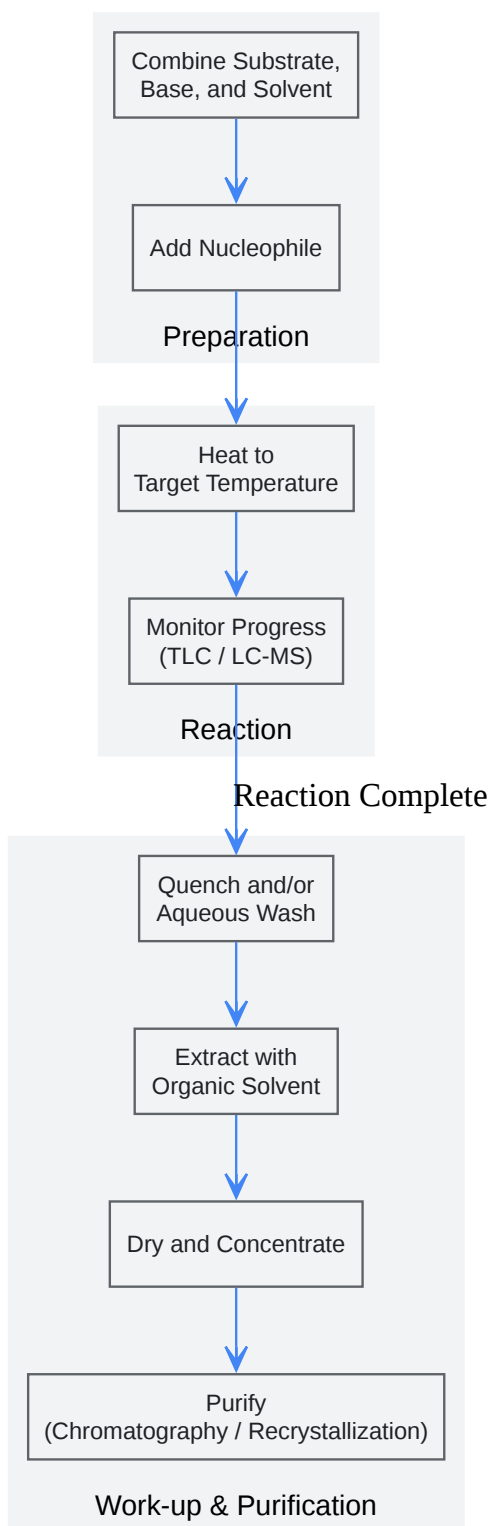 Combine Substrate,
Base, and Solvent
Add Nucleophile
Preparation
Heat to
Target Temperature
Monitor Progress
(TLC / LC-MS)
Reaction
Reaction Complete
Quench and/or
Aqueous Wash
Extract with
Organic Solvent
Dry and Concentrate
Purify
(Chromatography / Recrystallization)
Work-up & Purification